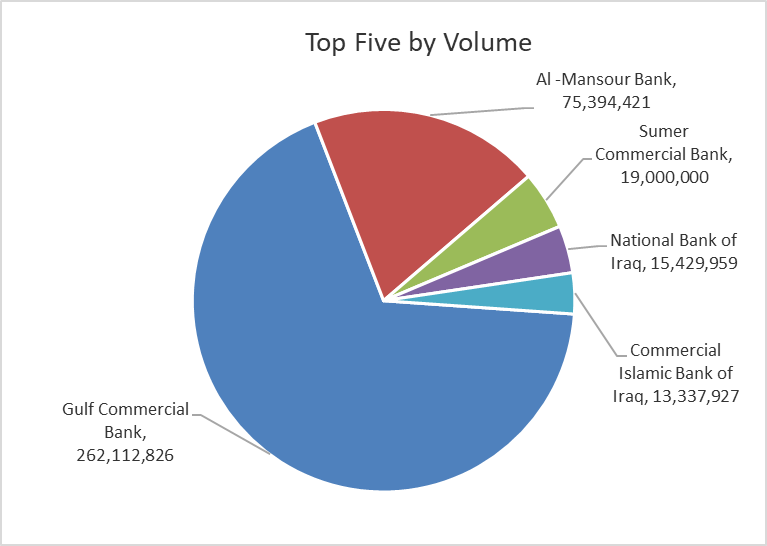 Top Five by Volume
Al -Mansour Bank,
75,394,421
Sumer
Commercial Bank,
19,000,000
National Bank of
Iraq, 15,429,959
Commercial
Islamic Bank of
Iraq, 13,337,927
Gulf Commercial
Bank,
262,112,826